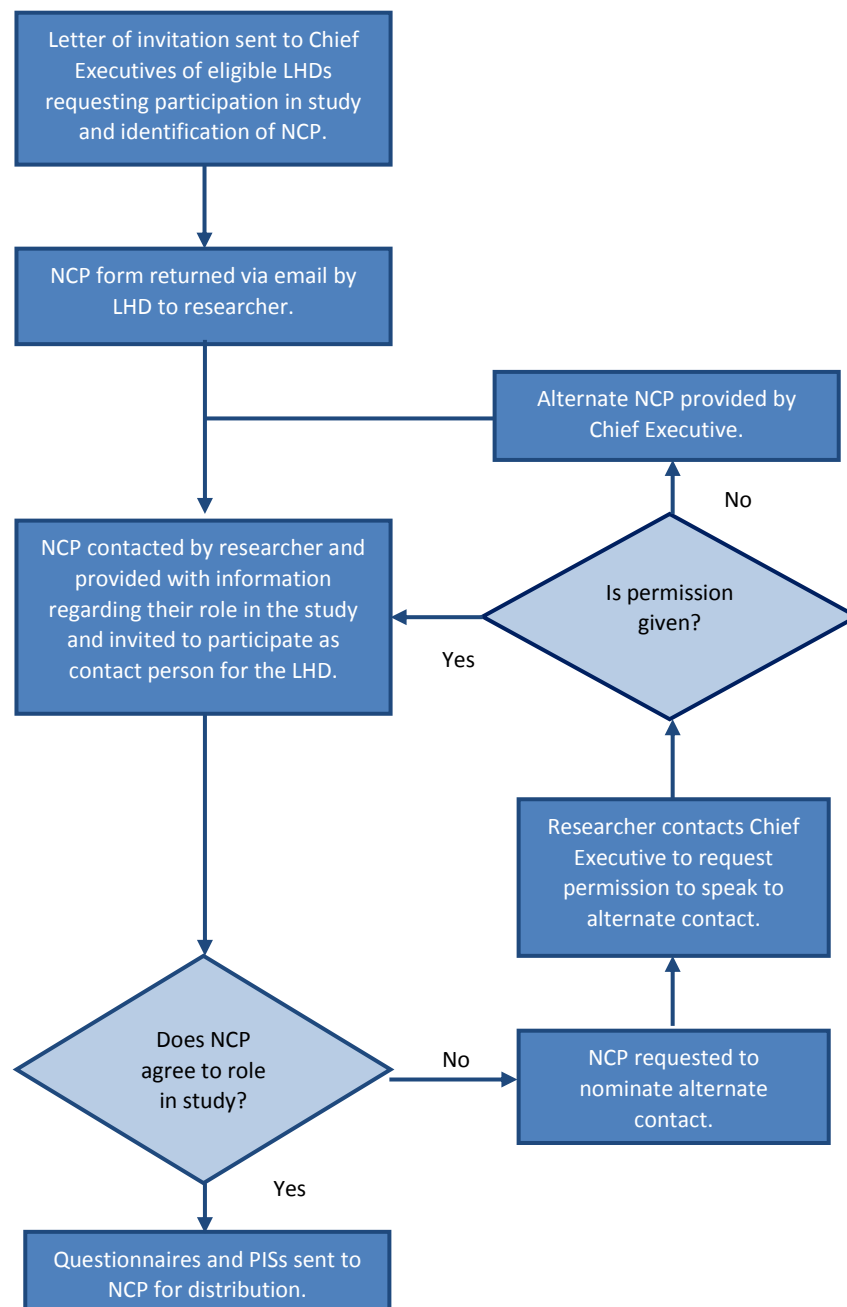 Letter of invitation sent to Chief
Executives of eligible LHDs
requesting participation in study
and identification of NCP.
NCP form returned via email by
LHD to researcher.
Alternate NCP provided by
Chief Executive.
No
NCP contacted by researcher and
provided with information
regarding their role in the study
and invited to participate as
contact person for the LHD.
Is permission
given?
Yes
Researcher contacts Chief
Executive to request
permission to speak to
alternate contact.
Does NCP
agree to role
in study?
No
NCP requested to
nominate alternate
contact.
Yes
Questionnaires and PISs sent to
NCP for distribution.